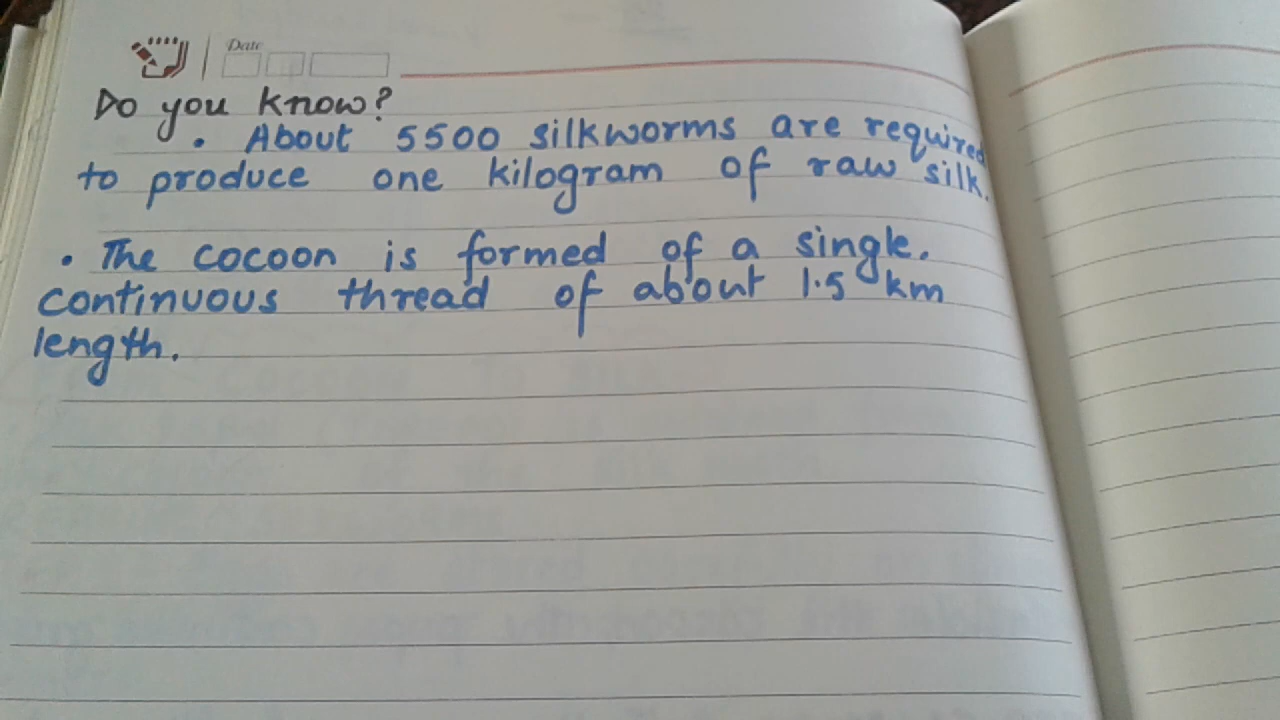 Date
Do you know?
. About 5500 silkworms are required
to produce one kilogram of raw silk.
. The cocoon is formed of a single.
continuous thread of about 1.5 km
length.